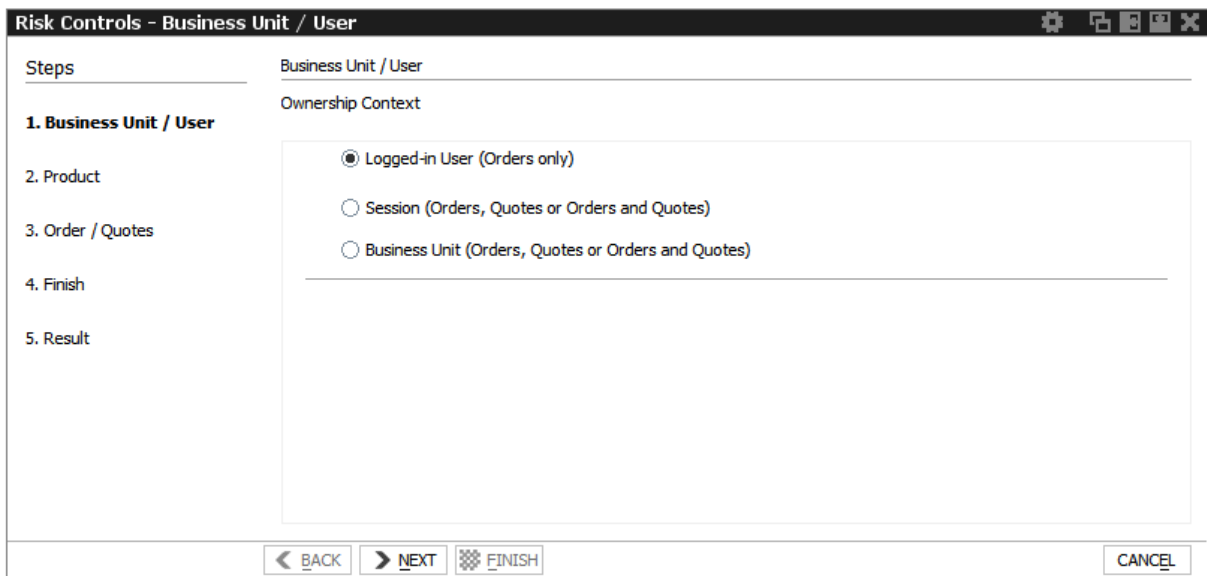 Risk Controls - Business Unit / User
Steps
1. Business Unit / User
2. Product
3. Order / Quotes
4. Finish
5. Result
Business Unit / User
Ownership Context
Logged-in User (Orders only)
Session (Orders, Quotes or Orders and Quotes)
Business Unit (Orders, Quotes or Orders and Quotes)
BACK NEXT FINISH CANCEL